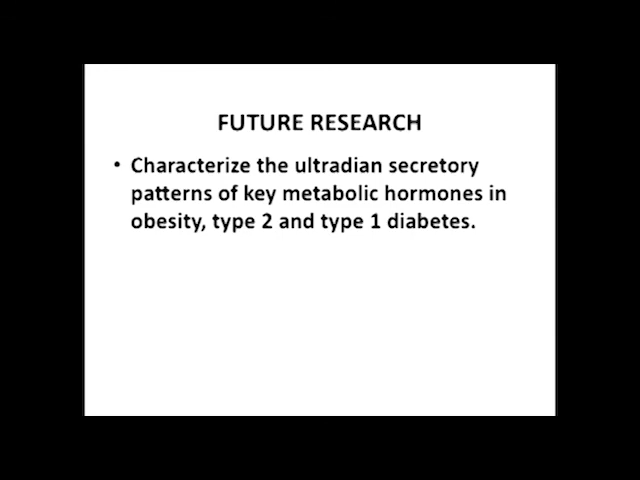 FUTURE RESEARCH
• Characterize the ultradian secretory
patterns of key metabolic hormones in
obesity, type 2 and type 1 diabetes.